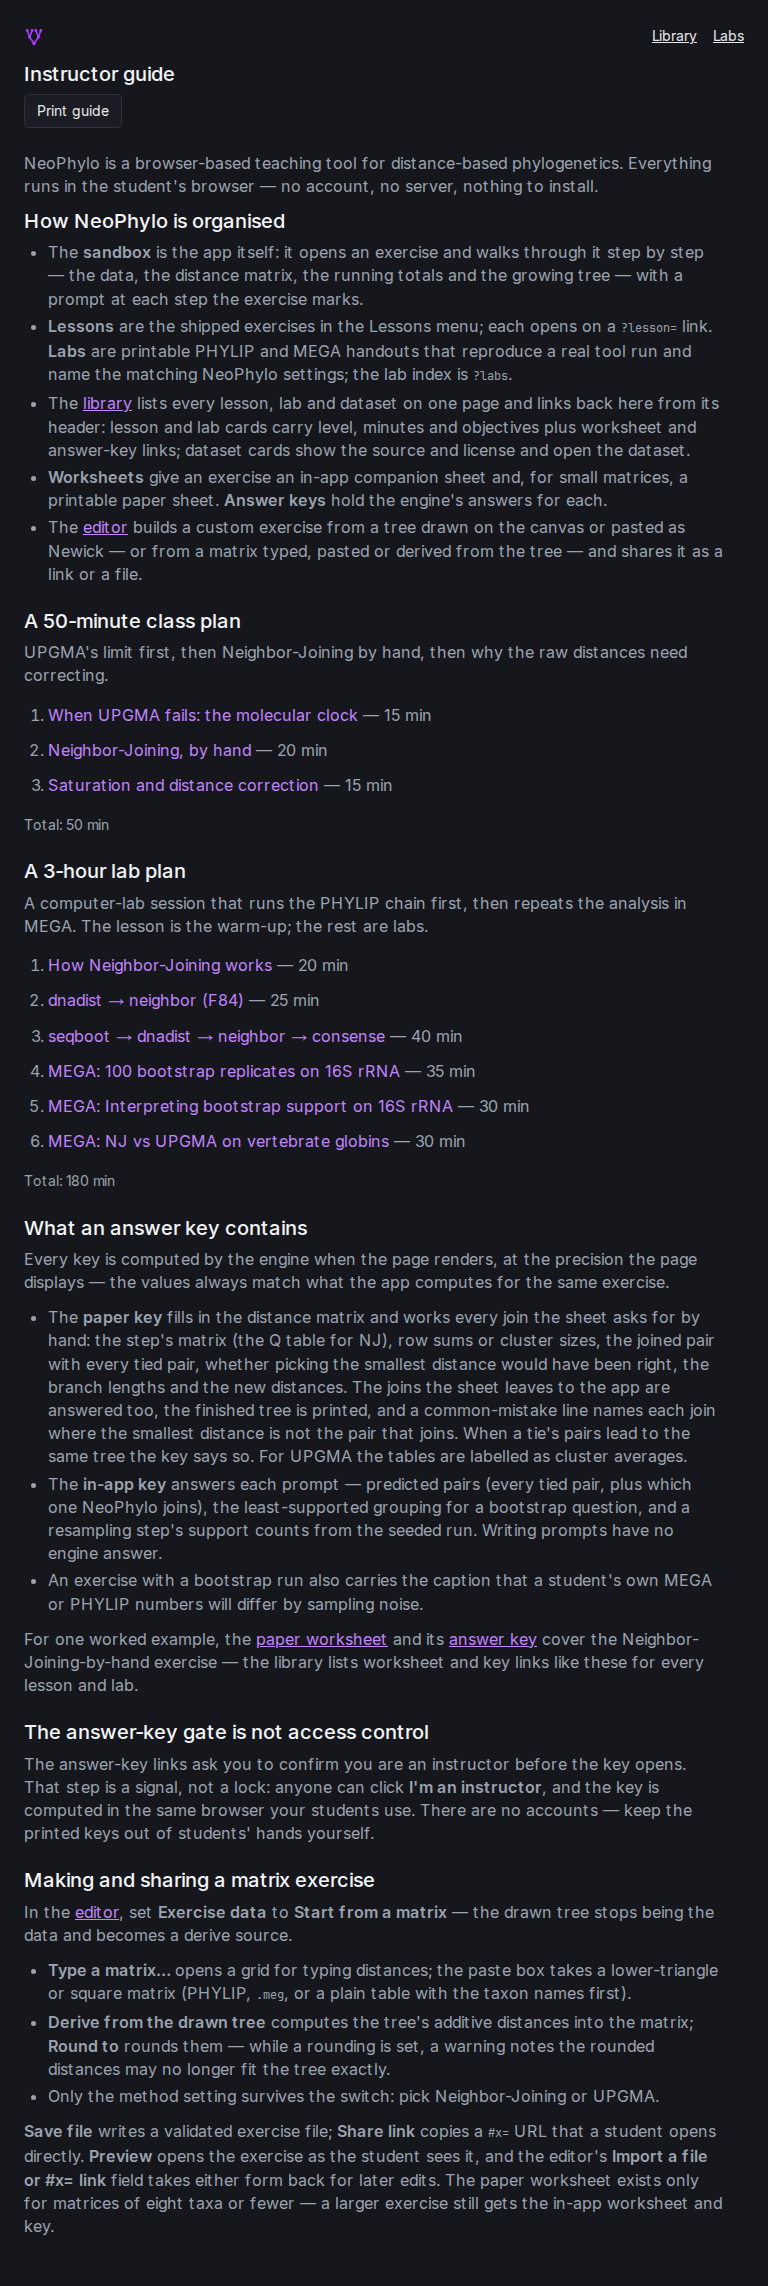 Library Labs
Instructor guide
Print guide
NeoPhylo is a browser-based teaching tool for distance-based phylogenetics. Everything
runs in the student's browser — no account, no server, nothing to install.
How NeoPhylo is organised
• The sandbox is the app itself: it opens an exercise and walks through it step by step
— the data, the distance matrix, the running totals and the growing tree — with a
prompt at each step the exercise marks.
• Lessons are the shipped exercises in the Lessons menu; each opens on a ?lesson= link.
Labs are printable PHYLIP and MEGA handouts that reproduce a real tool run and
name the matching NeoPhylo settings; the lab index is ?labs.
• The library lists every lesson, lab and dataset on one page and links back here from its
header: lesson and lab cards carry level, minutes and objectives plus worksheet and
answer-key links; dataset cards show the source and license and open the dataset.
• Worksheets give an exercise an in-app companion sheet and, for small matrices, a
printable paper sheet. Answer keys hold the engine's answers for each.
• The editor builds a custom exercise from a tree drawn on the canvas or pasted as
Newick — or from a matrix typed, pasted or derived from the tree — and shares it as a
link or a file.
A 50-minute class plan
UPGMA's limit first, then Neighbor-Joining by hand, then why the raw distances need
correcting.
1. When UPGMA fails: the molecular clock — 15 min
2. Neighbor-Joining, by hand — 20 min
3. Saturation and distance correction — 15 min
Total: 50 min
A 3-hour lab plan
A computer-lab session that runs the PHYLIP chain first, then repeats the analysis in
MEGA. The lesson is the warm-up; the rest are labs.
1. How Neighbor-Joining works — 20 min
2. dnadist → neighbor (F84) — 25 min
3. seqboot → dnadist → neighbor → consense — 40 min
4. MEGA: 100 bootstrap replicates on 16S rRNA — 35 min
5. MEGA: Interpreting bootstrap support on 16S rRNA — 30 min
6. MEGA: NJ vs UPGMA on vertebrate globins — 30 min
Total: 180 min
What an answer key contains
Every key is computed by the engine when the page renders, at the precision the page
displays — the values always match what the app computes for the same exercise.
• The paper key fills in the distance matrix and works every join the sheet asks for by
hand: the step's matrix (the Q table for NJ), row sums or cluster sizes, the joined pair
with every tied pair, whether picking the smallest distance would have been right, the
branch lengths and the new distances. The joins the sheet leaves to the app are
answered too, the finished tree is printed, and a common-mistake line names each join
where the smallest distance is not the pair that joins. When a tie's pairs lead to the
same tree the key says so. For UPGMA the tables are labelled as cluster averages.
• The in-app key answers each prompt — predicted pairs (every tied pair, plus which
one NeoPhylo joins), the least-supported grouping for a bootstrap question, and a
resampling step's support counts from the seeded run. Writing prompts have no
engine answer.
• An exercise with a bootstrap run also carries the caption that a student's own MEGA
or PHYLIP numbers will differ by sampling noise.
For one worked example, the paper worksheet and its answer key cover the Neighbor-
Joining-by-hand exercise — the library lists worksheet and key links like these for every
lesson and lab.
The answer-key gate is not access control
The answer-key links ask you to confirm you are an instructor before the key opens.
That step is a signal, not a lock: anyone can click I'm an instructor, and the key is
computed in the same browser your students use. There are no accounts — keep the
printed keys out of students' hands yourself.
Making and sharing a matrix exercise
In the editor, set Exercise data to Start from a matrix — the drawn tree stops being the
data and becomes a derive source.
• Type a matrix… opens a grid for typing distances; the paste box takes a lower-triangle
or square matrix (PHYLIP, .meg, or a plain table with the taxon names first).
• Derive from the drawn tree computes the tree's additive distances into the matrix;
Round to rounds them — while a rounding is set, a warning notes the rounded
distances may no longer fit the tree exactly.
• Only the method setting survives the switch: pick Neighbor-Joining or UPGMA.
Save file writes a validated exercise file; Share link copies a #x= URL that a student opens
directly. Preview opens the exercise as the student sees it, and the editor's Import a file
or #x= link field takes either form back for later edits. The paper worksheet exists only
for matrices of eight taxa or fewer — a larger exercise still gets the in-app worksheet and
key.